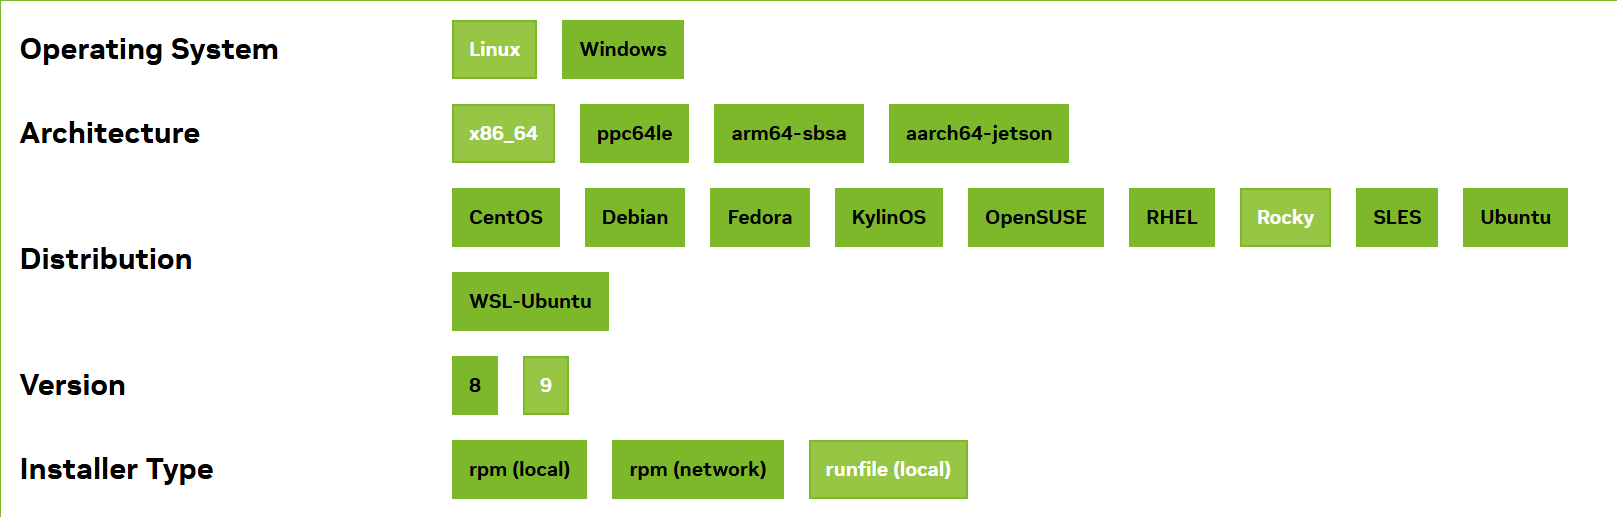 Operating System Linux Windows
Architecture x86_64 ppc64le arm64-sbsa aarch64-jetson
Distribution CentOS Debian Fedora KylinOS OpenSUSE RHEL Rocky SLES Ubuntu
WSL-Ubuntu
Version 8 9
Installer Type rpm (local) rpm (network) runfile (local)